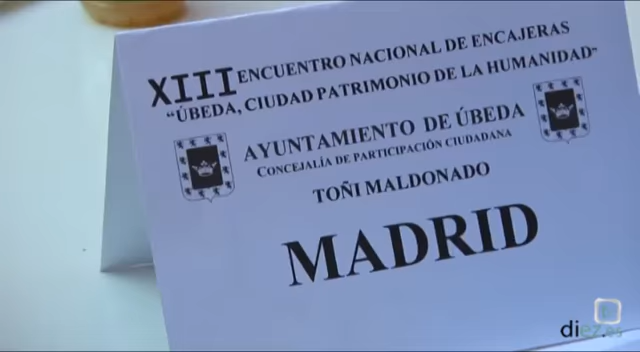 XIII ENCUENTRO NACIONAL DE ENCAJERAS
"ÚBEDA, CIUDAD PATRIMONIO DE LA HUMANIDAD"
AYUNTAMIENTO DE ÚBEDA
CONCEJALÍA DE PARTICIPACIÓN CIUDADANA
TOÑI MALDONADO
MADRID
diez.es